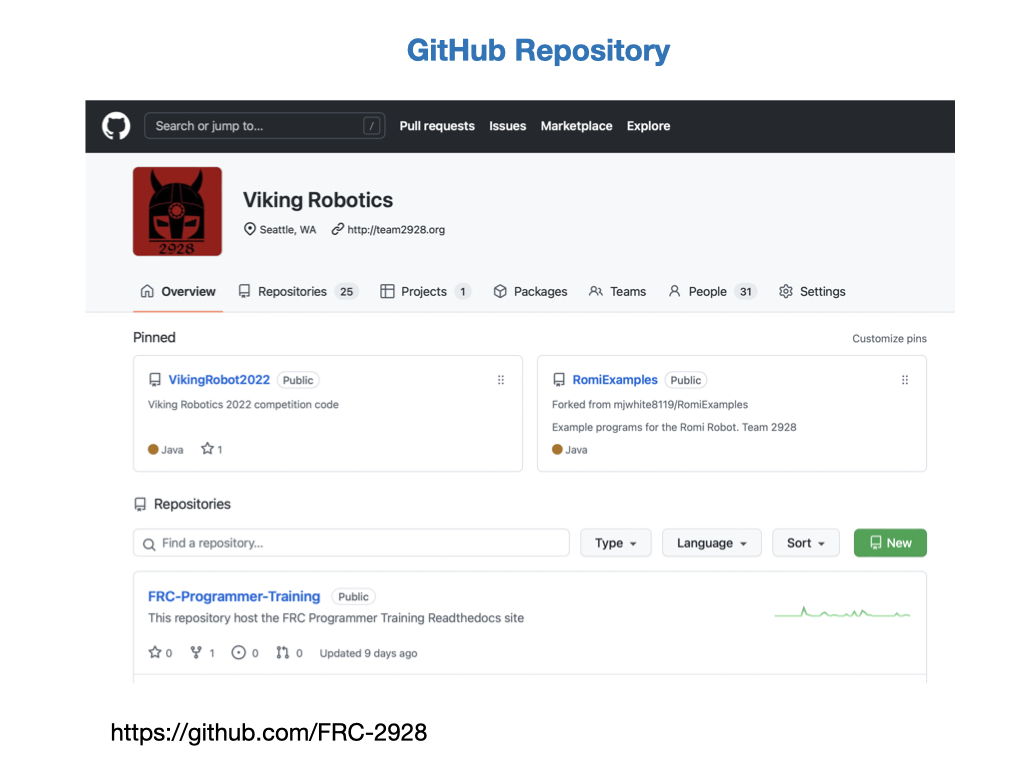 GitHub Repository
Search or jump to... /
Pull requests Issues Marketplace Explore
2928
Viking Robotics
Seattle, WA http://team2928.org
Overview Repositories 25 Projects 1 Packages Teams People 31 Settings
Pinned Customize pins
VikingRobot2022 Public
Viking Robotics 2022 competition code
Java 1
RomiExamples Public
Forked from mjwhite8119/RomiExamples
Example programs for the Romi Robot. Team 2928
Java
Repositories
Find a repository... Type Language Sort New
FRC-Programmer-Training Public
This repository host the FRC Programmer Training Readthedocs site
0 1 0 0 Updated 9 days ago
https://github.com/FRC-2928